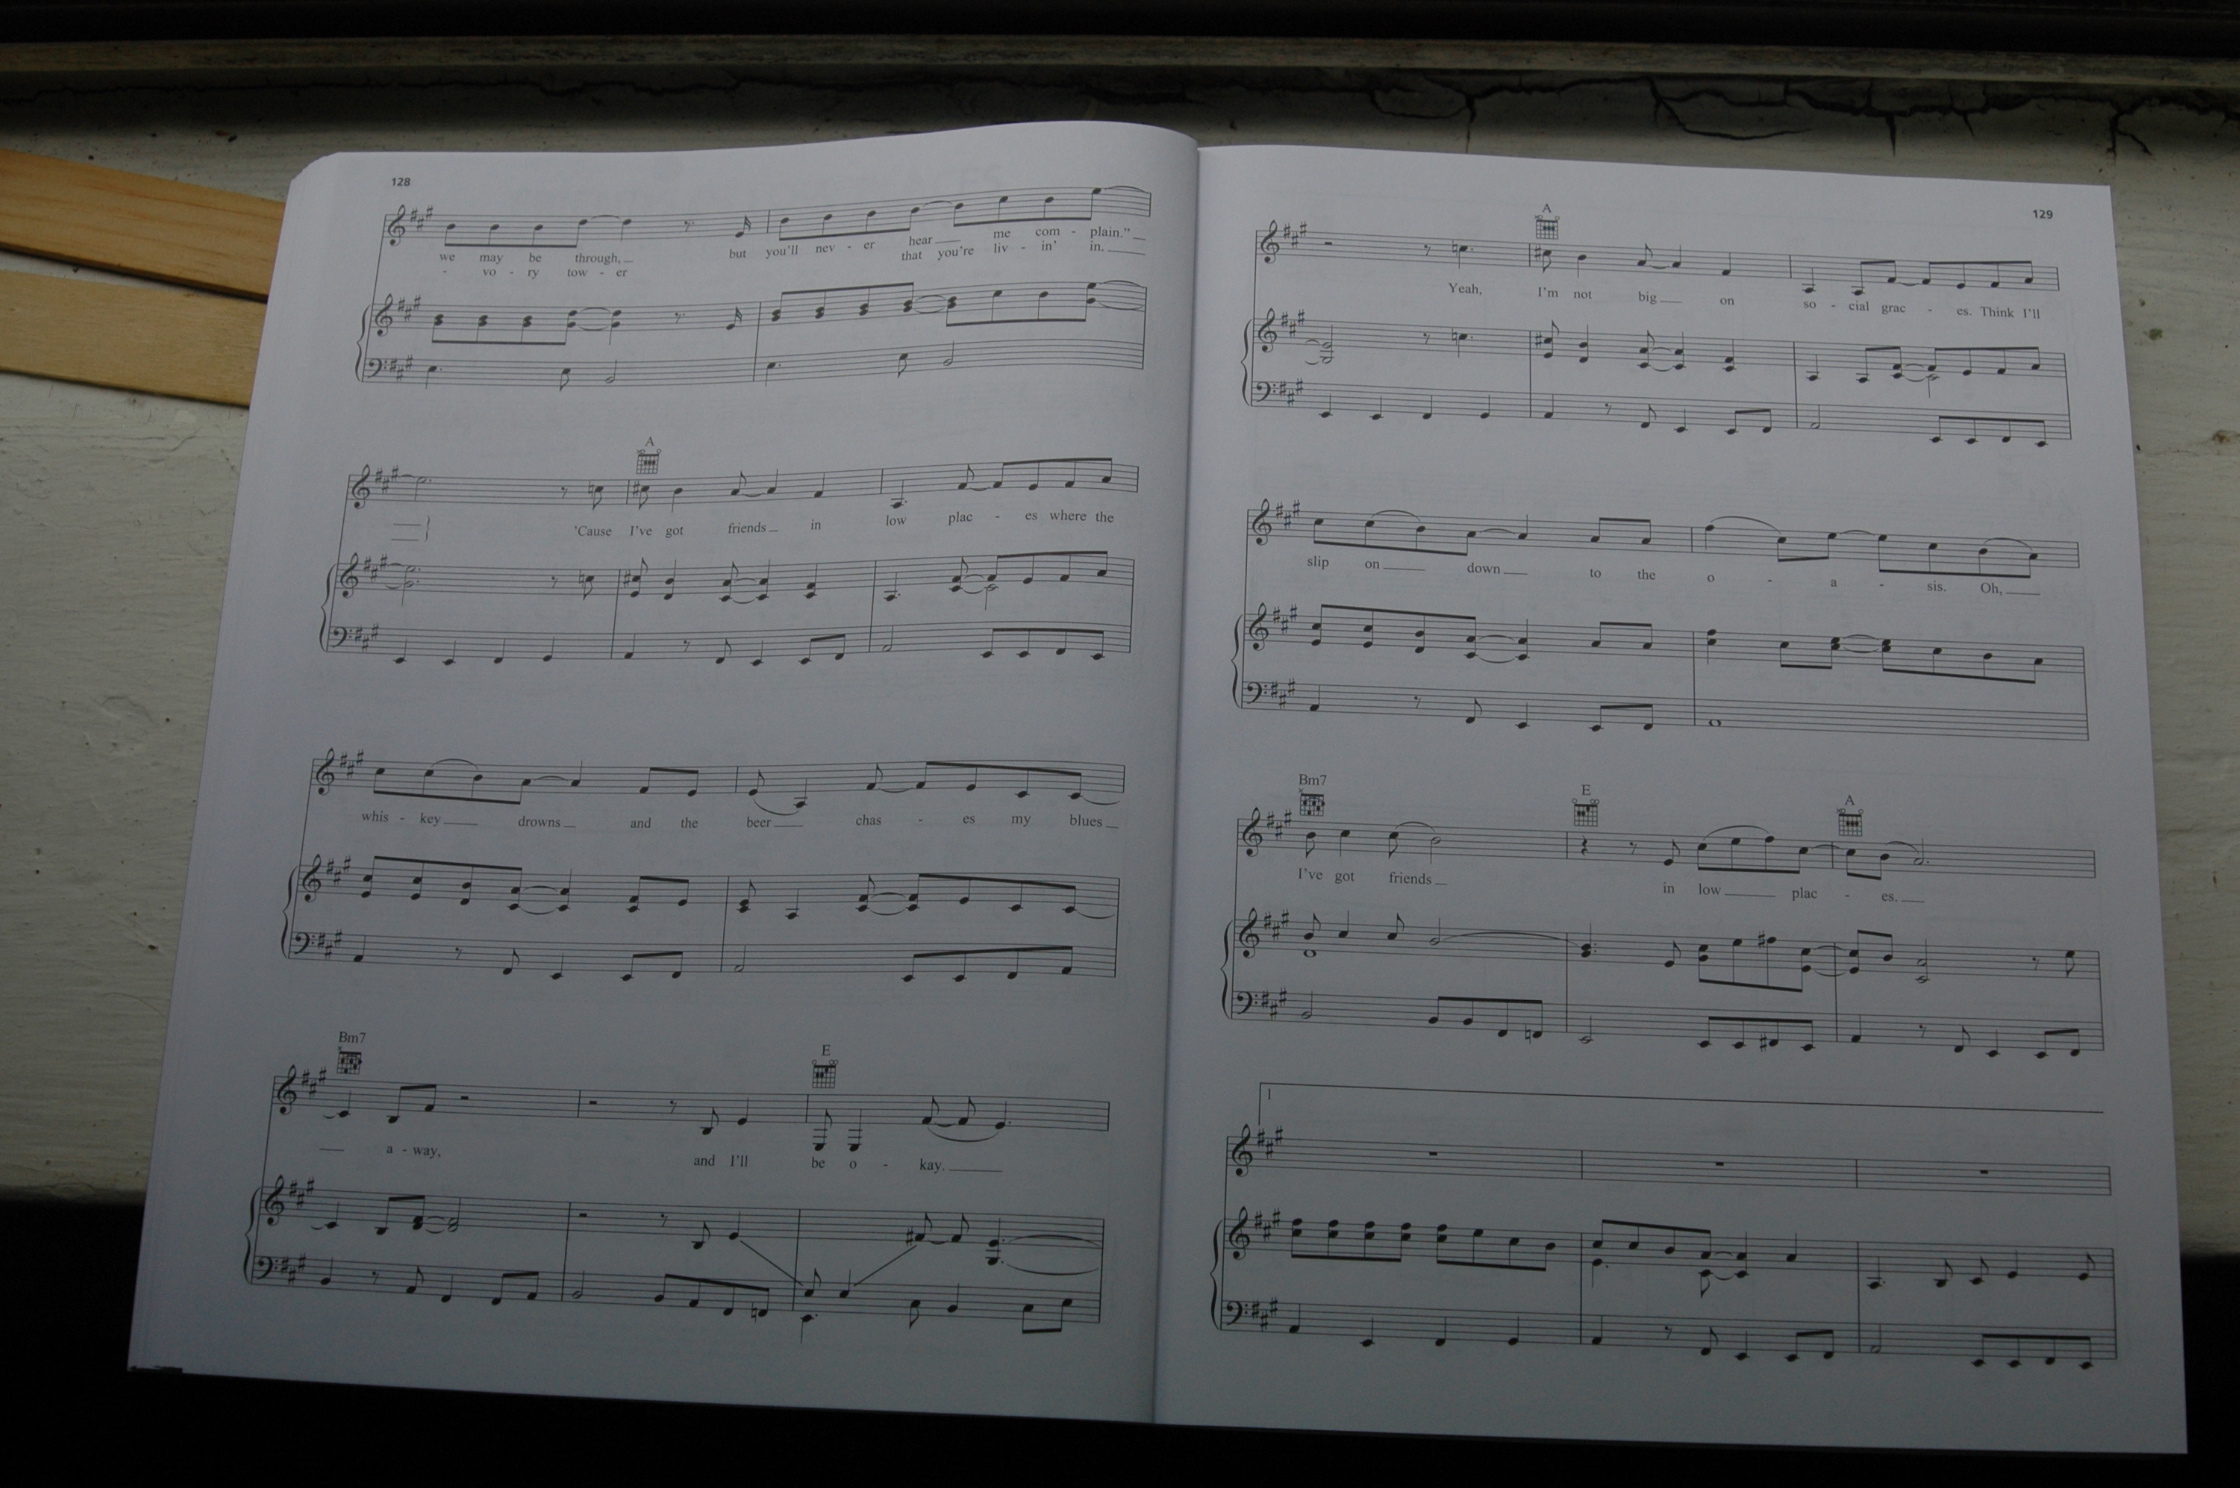 128
we may be through, but you'll nev - er hear me com - plain."
- vo - ry tow - er that you're liv - in' in.
A
'Cause I've got friends in low plac - es where the
whis - key drowns and the beer chas - es my blues
Bm7 E
a - way, and I'll be o - kay.
129
A
Yeah, I'm not big on so - cial grac - es. Think I'll
slip on down to the o - a - sis. Oh,
Bm7 E A
I've got friends in low plac - es.
1